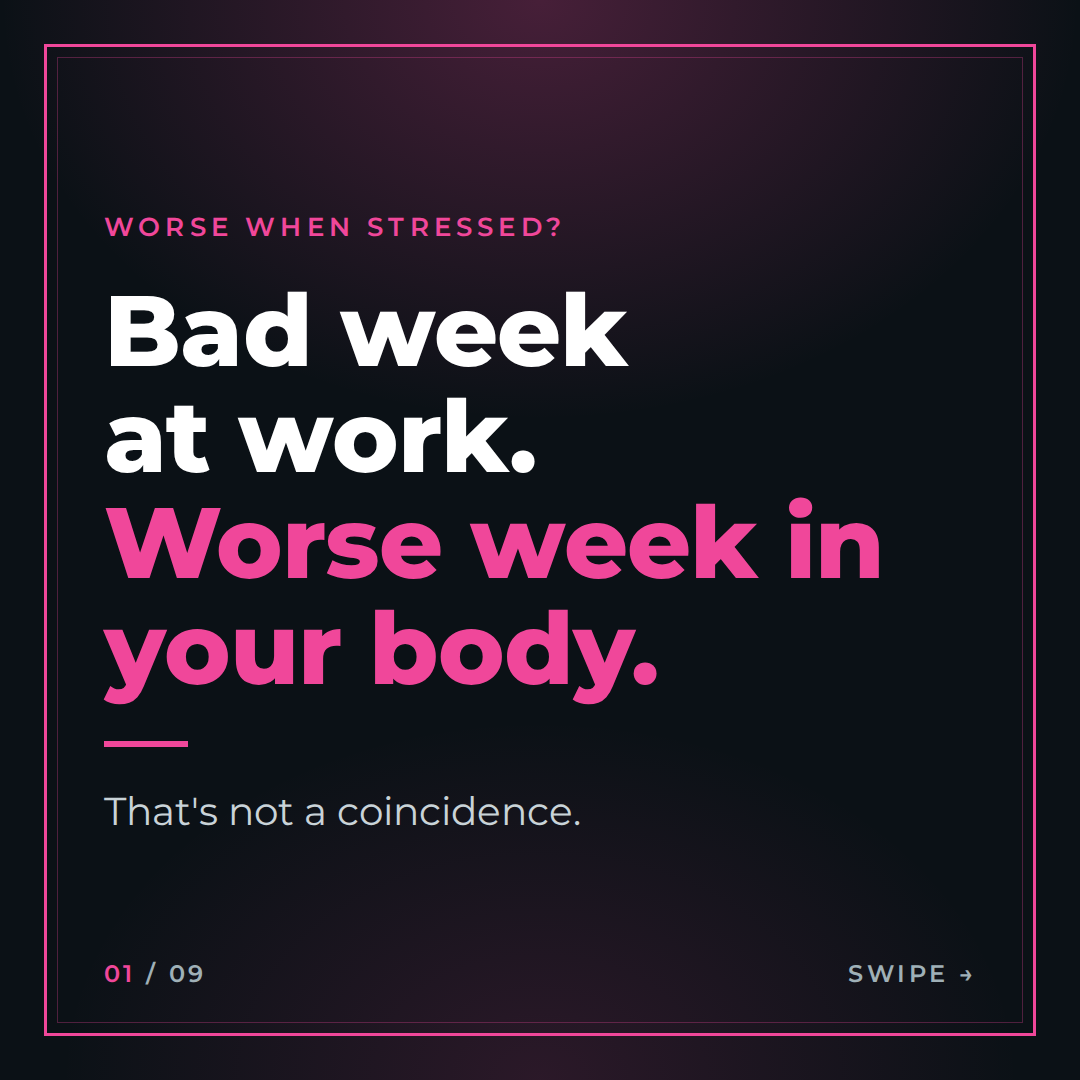 WORSE WHEN STRESSED?
Bad week
at work.
Worse week in
your body.
That's not a coincidence.
01 / 09
SWIPE →